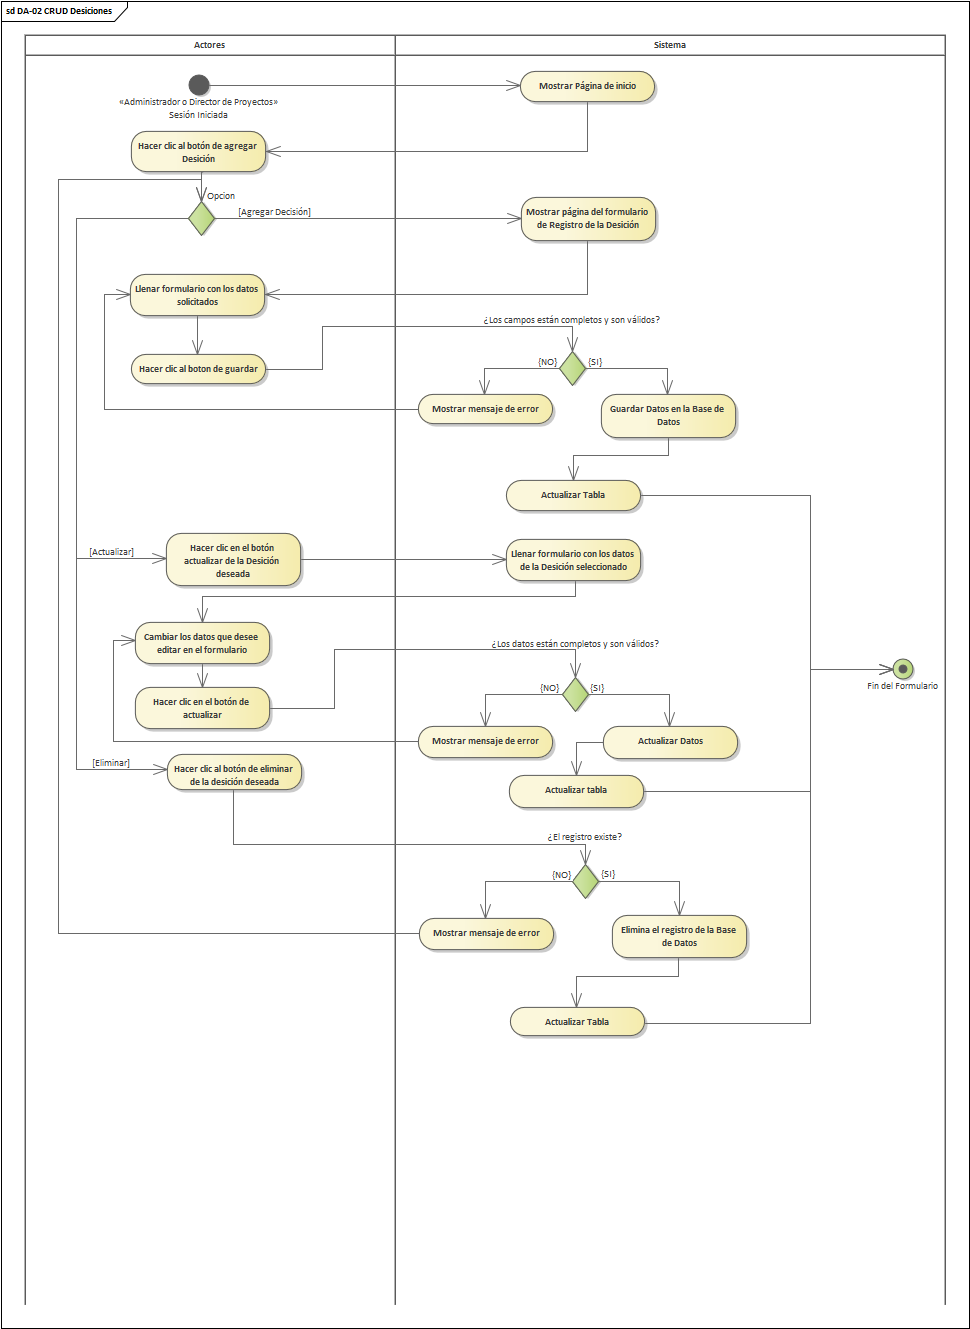 sd DA-02 CRUD Desiciones
Actores
Sistema
Mostrar Página de inicio
«Administrador o Director de Proyectos»
Sesión Iniciada
Hacer clic al botón de agregar
Desición
Opcion
[Agregar Decisión]
Mostrar página del formulario
de Registro de la Desición
Llenar formulario con los datos
solicitados
¿Los campos están completos y son válidos?
{NO}
{SI}
Hacer clic al boton de guardar
Mostrar mensaje de error
Guardar Datos en la Base de
Datos
Actualizar Tabla
[Actualizar]
Hacer clic en el botón
actualizar de la Desición
deseada
Llenar formulario con los datos
de la Desición seleccionado
Cambiar los datos que desee
editar en el formulario
¿Los datos están completos y son válidos?
{NO}
{SI}
Fin del Formulario
Hacer clic en el botón de
actualizar
Mostrar mensaje de error
Actualizar Datos
[Eliminar]
Hacer clic al botón de eliminar
de la desición deseada
Actualizar tabla
¿El registro existe?
{NO}
{SI}
Mostrar mensaje de error
Elimina el registro de la Base
de Datos
Actualizar Tabla